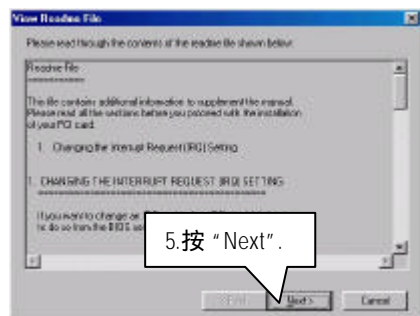 View Readme File
Please read through the contents of the readme file shown below:
Readme File
===========
This file contains additional information to supplement the manual.
Please read all the sections before you proceed with the installation
of your PCI card.
1. Changing the Interrupt Request (IRQ) Setting
1. CHANGING THE INTERRUPT REQUEST (IRQ) SETTING
If you want to change an
to do so from the BIOS
5.按 “Next”.
Next >
Cancel